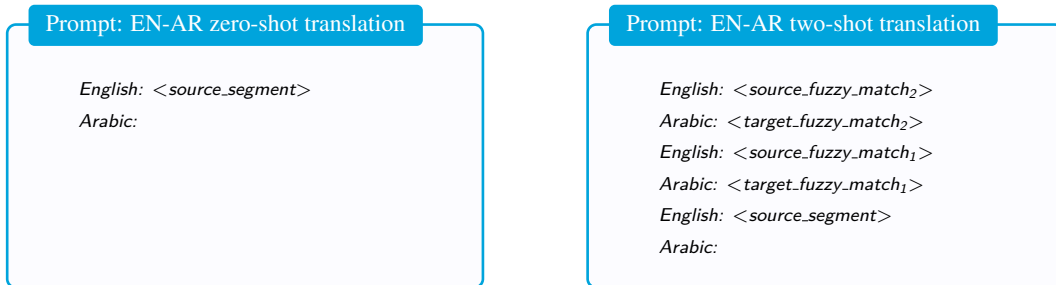 Prompt: EN-AR zero-shot translation
English: <source_segment>
Arabic:
Prompt: EN-AR two-shot translation
English: <source_fuzzy_match₂>
Arabic: <target_fuzzy_match₂>
English: <source_fuzzy_match₁>
Arabic: <target_fuzzy_match₁>
English: <source_segment>
Arabic: